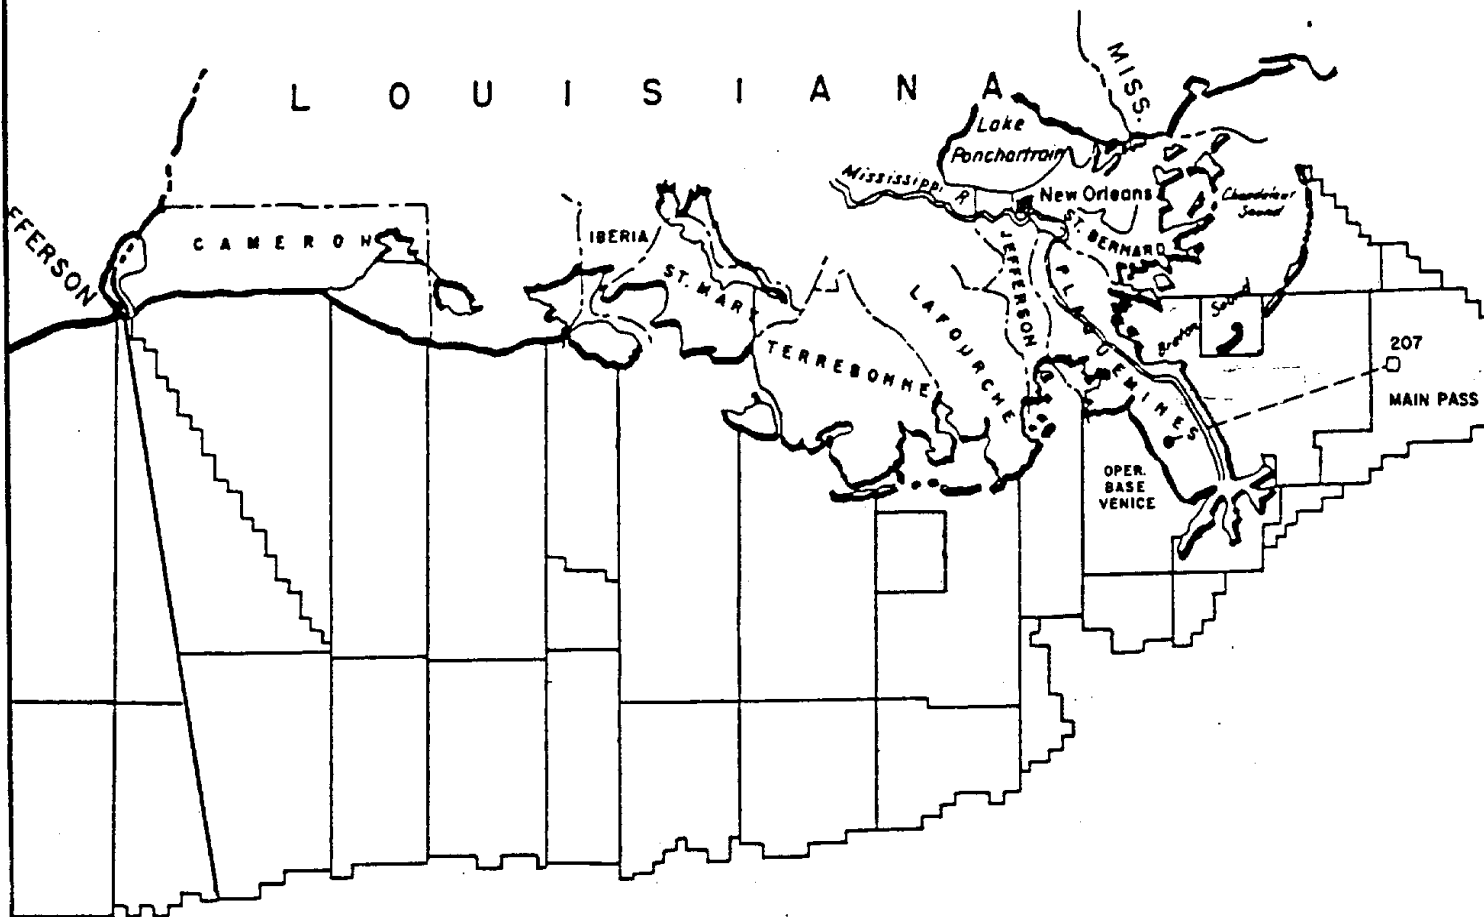 LOUISIANA
MISS.
Lake
Ponchartrain
Mississippi R
New Orleans
Chandeleur
Sound
ST. BERNARD
EFFERSON
CAMERON
IBERIA
ST. MARY
JEFFERSON
PLAQUEMINES
LAFOURCHE
TERREBONNE
Breton Sound
207
MAIN PASS
OPER.
BASE
VENICE